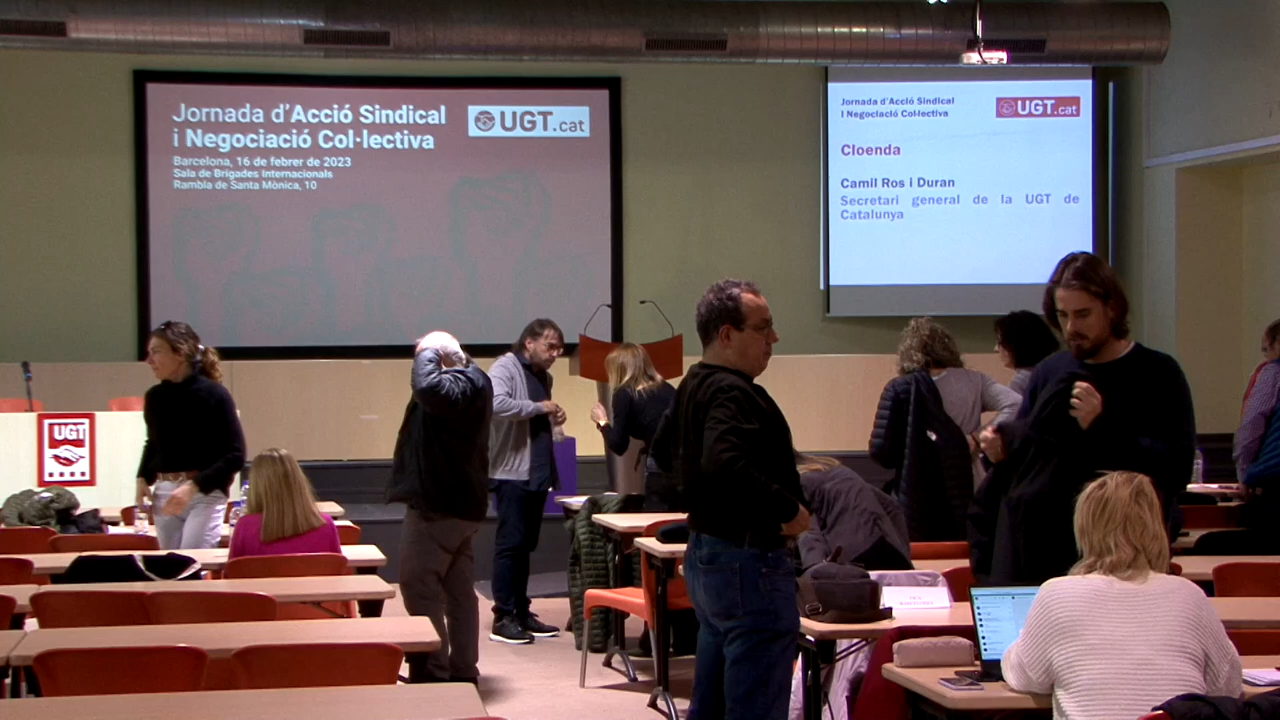 Jornada d'Acció Sindical
i Negociació Col·lectiva
Barcelona, 16 de febrer de 2023
Sala de Brigades Internacionals
Rambla de Santa Mònica, 10
UGT.cat
Jornada d'Acció Sindical
i Negociació Col·lectiva
UGT.cat
Cloenda
Camil Ros i Duran
Secretari general de la UGT de
Catalunya
UGT